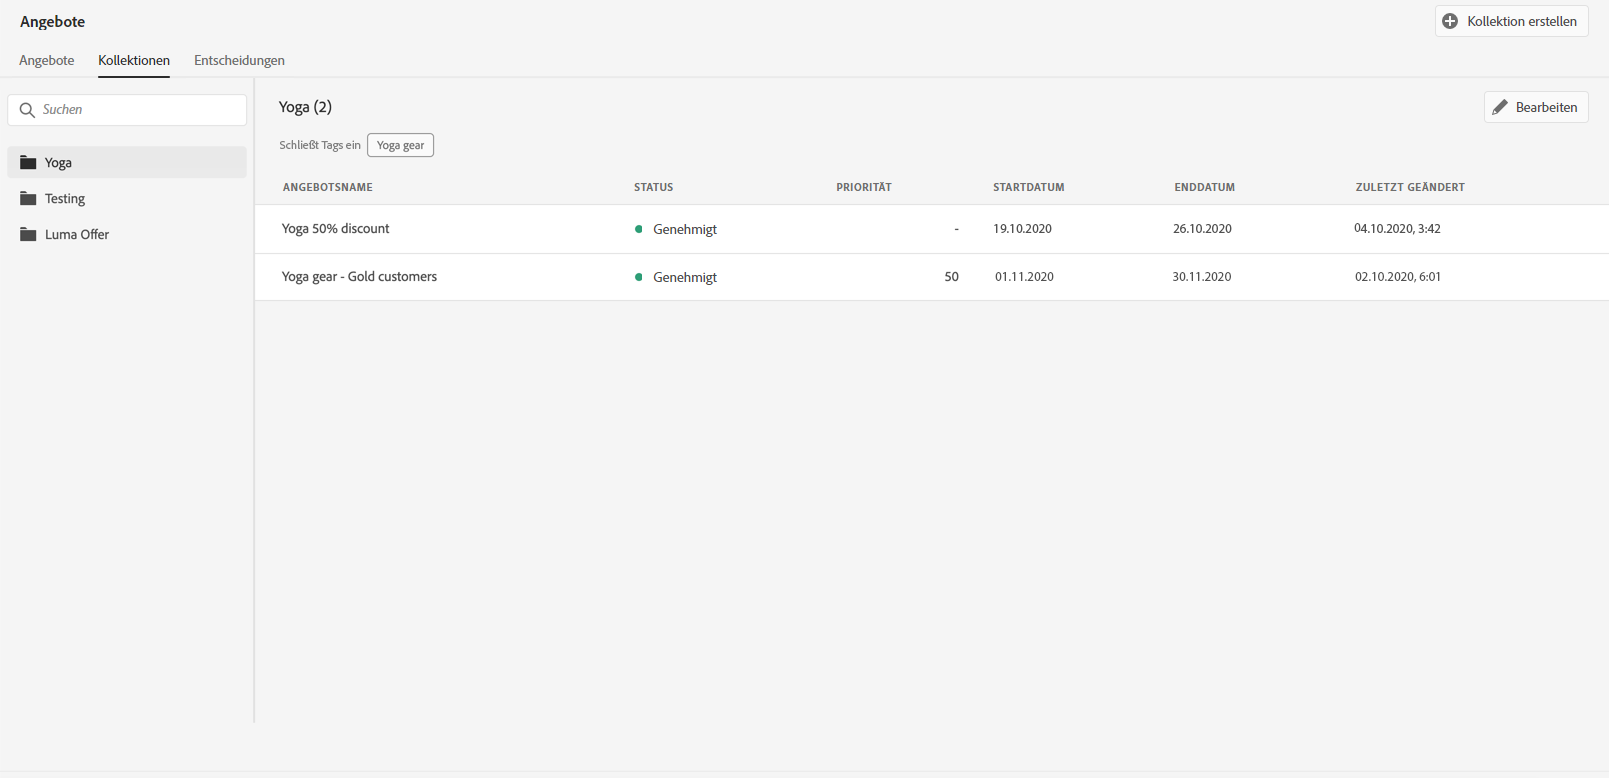 Angebote
Kollektion erstellen
Angebote Kollektionen Entscheidungen
Suchen
Yoga
Testing
Luma Offer
Yoga (2)
Bearbeiten
Schließt Tags ein Yoga gear
ANGEBOTSNAME STATUS PRIORITÄT STARTDATUM ENDDATUM ZULETZT GEÄNDERT
Yoga 50% discount Genehmigt - 19.10.2020 26.10.2020 04.10.2020, 3:42
Yoga gear - Gold customers Genehmigt 50 01.11.2020 30.11.2020 02.10.2020, 6:01